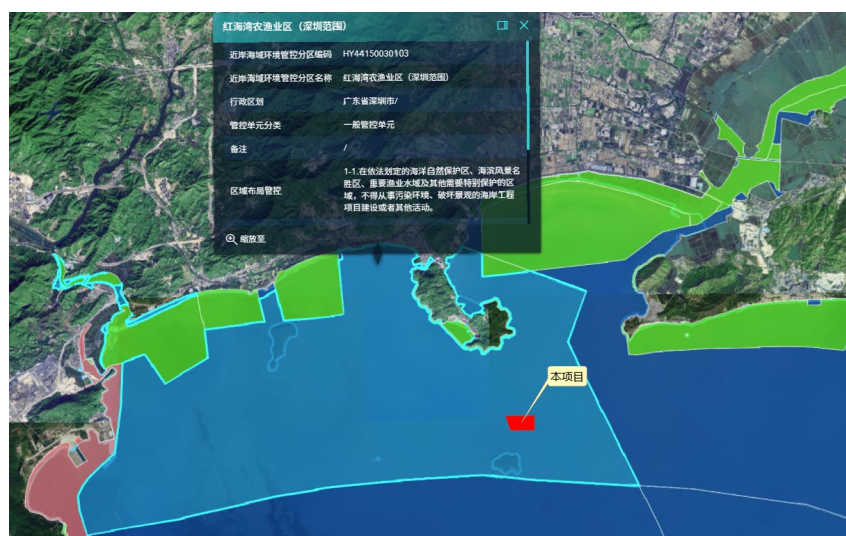 红海湾农渔业区（深圳范围）
近岸海域环境管控分区编码 HY44150030103
近岸海域环境管控分区名称 红海湾农渔业区（深圳范围）
行政区划 广东省深圳市/
管控单元分类 一般管控单元
备注 /
区域布局管控 1-1.在依法划定的海洋自然保护区、海滨风景名
胜区、重要渔业水域及其他需要特别保护的区
域，不得从事污染环境、破坏景观的海岸工程
项目建设或者其他活动。
缩放至
本项目